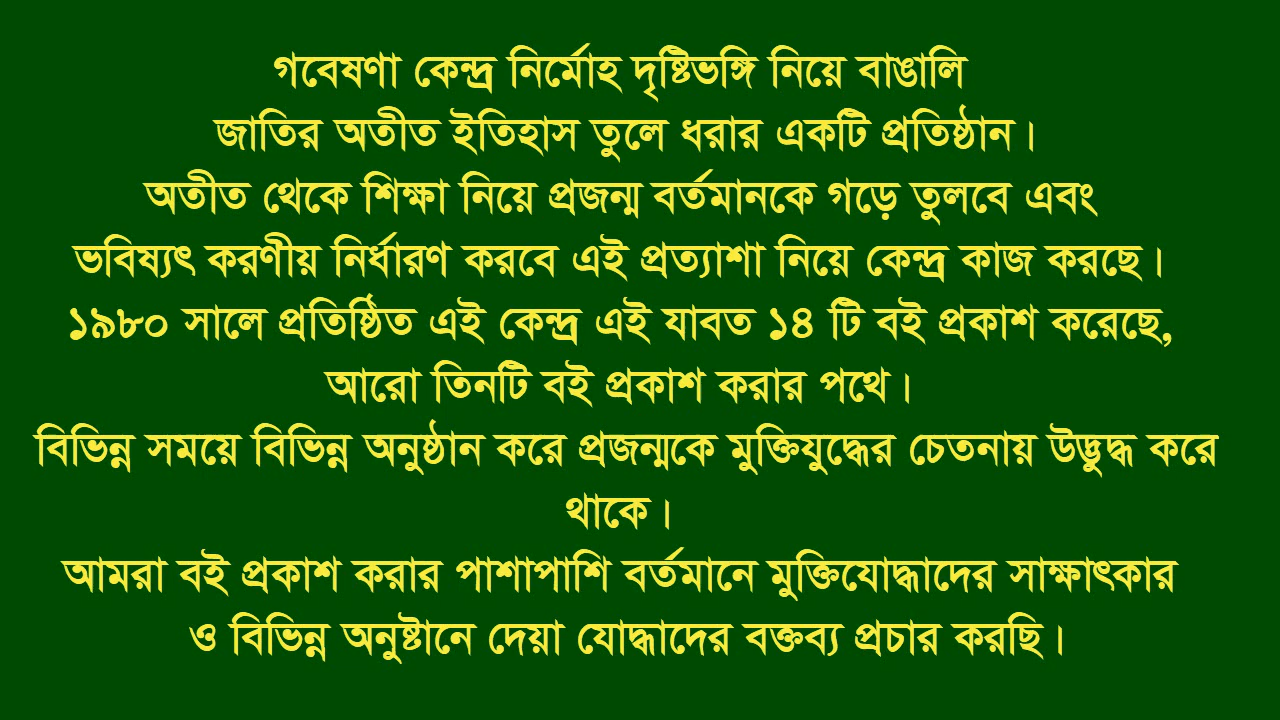 গবেষণা কেন্দ্র নির্মোহ দৃষ্টিভঙ্গি নিয়ে বাঙালি
জাতির অতীত ইতিহাস তুলে ধরার একটি প্রতিষ্ঠান।
অতীত থেকে শিক্ষা নিয়ে প্রজন্ম বর্তমানকে গড়ে তুলবে এবং
ভবিষ্যৎ করণীয় নির্ধারণ করবে এই প্রত্যাশা নিয়ে কেন্দ্র কাজ করছে।
১৯৮০ সালে প্রতিষ্ঠিত এই কেন্দ্র এই যাবত ১৪ টি বই প্রকাশ করেছে,
আরো তিনটি বই প্রকাশ করার পথে।
বিভিন্ন সময়ে বিভিন্ন অনুষ্ঠান করে প্রজন্মকে মুক্তিযুদ্ধের চেতনায় উদ্ভুদ্ধ করে
থাকে।
আমরা বই প্রকাশ করার পাশাপাশি বর্তমানে মুক্তিযোদ্ধাদের সাক্ষাৎকার
ও বিভিন্ন অনুষ্টানে দেয়া যোদ্ধাদের বক্তব্য প্রচার করছি।